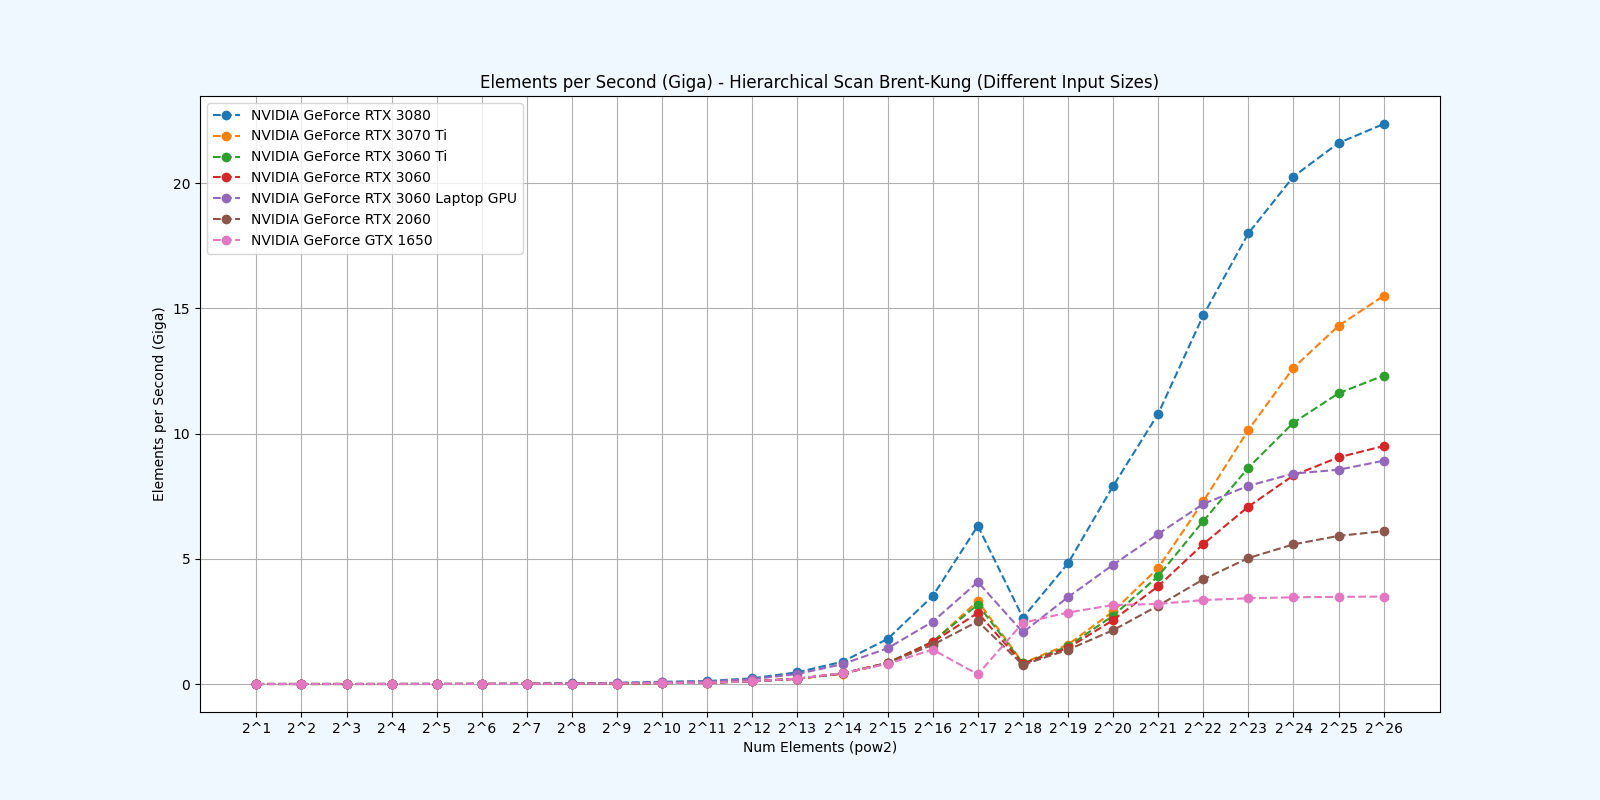 Elements per Second (Giga) - Hierarchical Scan Brent-Kung (Different Input Sizes)
NVIDIA GeForce RTX 3080
NVIDIA GeForce RTX 3070 Ti
NVIDIA GeForce RTX 3060 Ti
NVIDIA GeForce RTX 3060
NVIDIA GeForce RTX 3060 Laptop GPU
NVIDIA GeForce RTX 2060
NVIDIA GeForce GTX 1650
Elements per Second (Giga)
20
15
10
5
0
2^1 2^2 2^3 2^4 2^5 2^6 2^7 2^8 2^9 2^10 2^11 2^12 2^13 2^14 2^15 2^16 2^17 2^18 2^19 2^20 2^21 2^22 2^23 2^24 2^25 2^26
Num Elements (pow2)